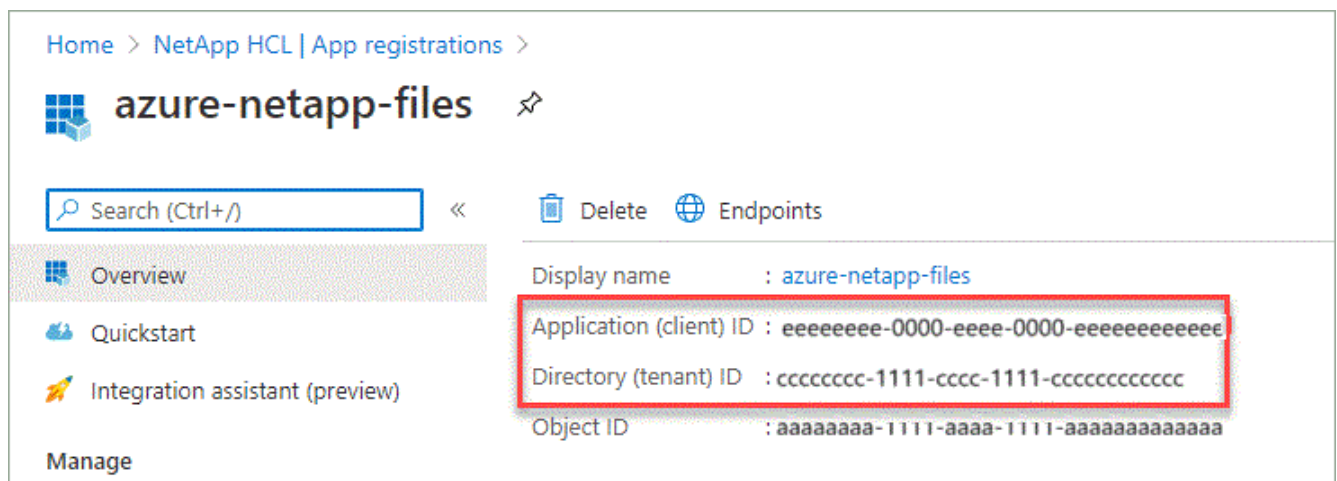 Home > NetApp HCL | App registrations >
azure-netapp-files
Search (Ctrl+/)
«
Delete
Endpoints
Overview
Quickstart
Integration assistant (preview)
Manage
Display name : azure-netapp-files
Application (client) ID : eeeeeeee-0000-eeee-0000-eeeeeeeeeeee
Directory (tenant) ID : cccccccc-1111-cccc-1111-cccccccccccc
Object ID : aaaaaaaa-1111-aaaa-1111-aaaaaaaaaaaaa